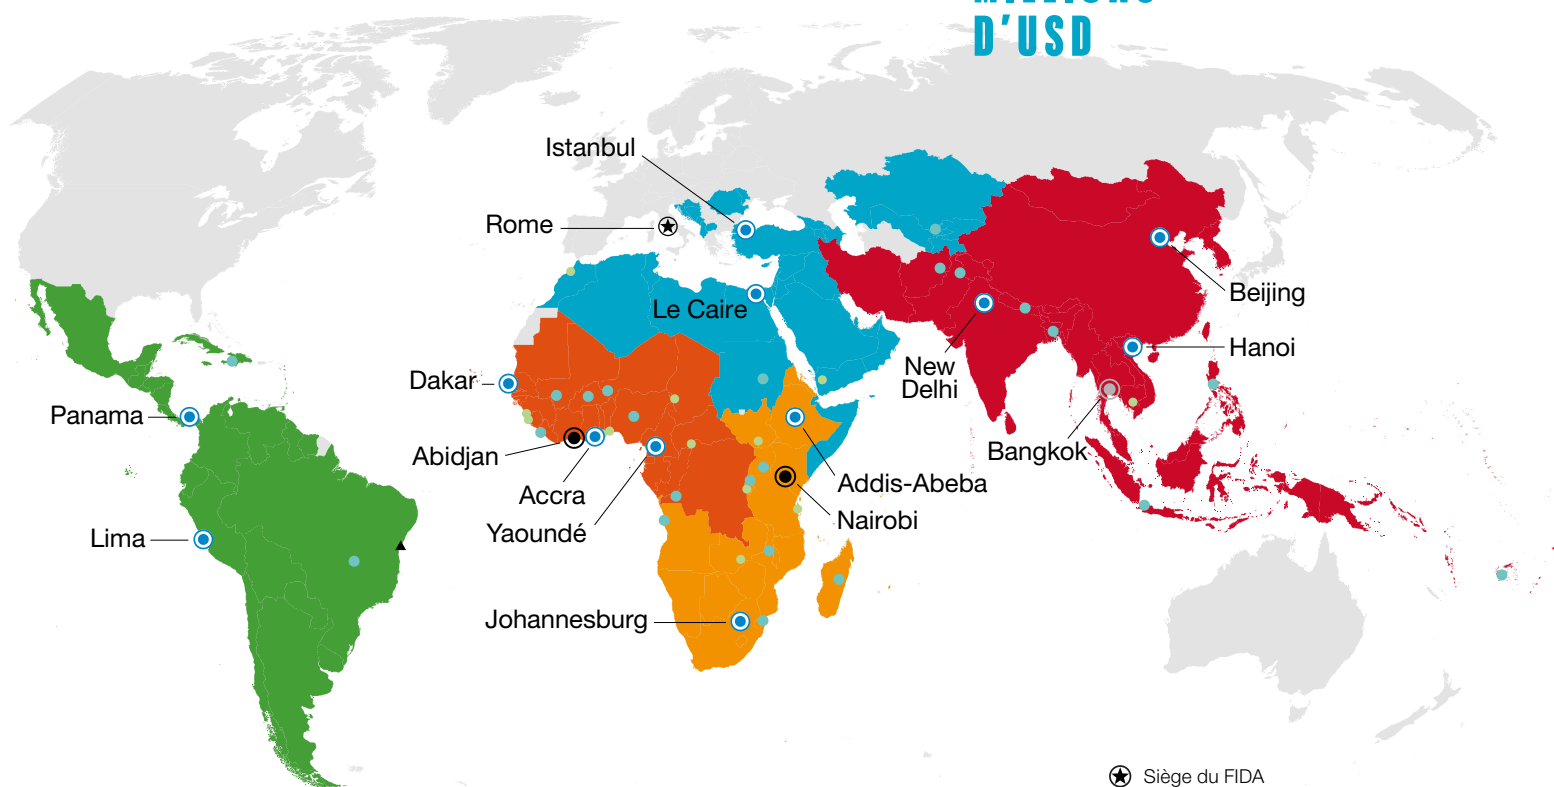 D'USD
Istanbul
Rome
Le Caire
Beijing
Hanoi
New
Delhi
Dakar
Panama
Abidjan
Bangkok
Accra
Addis-Abeba
Yaoundé
Nairobi
Lima
Johannesburg
Siège du FIDA